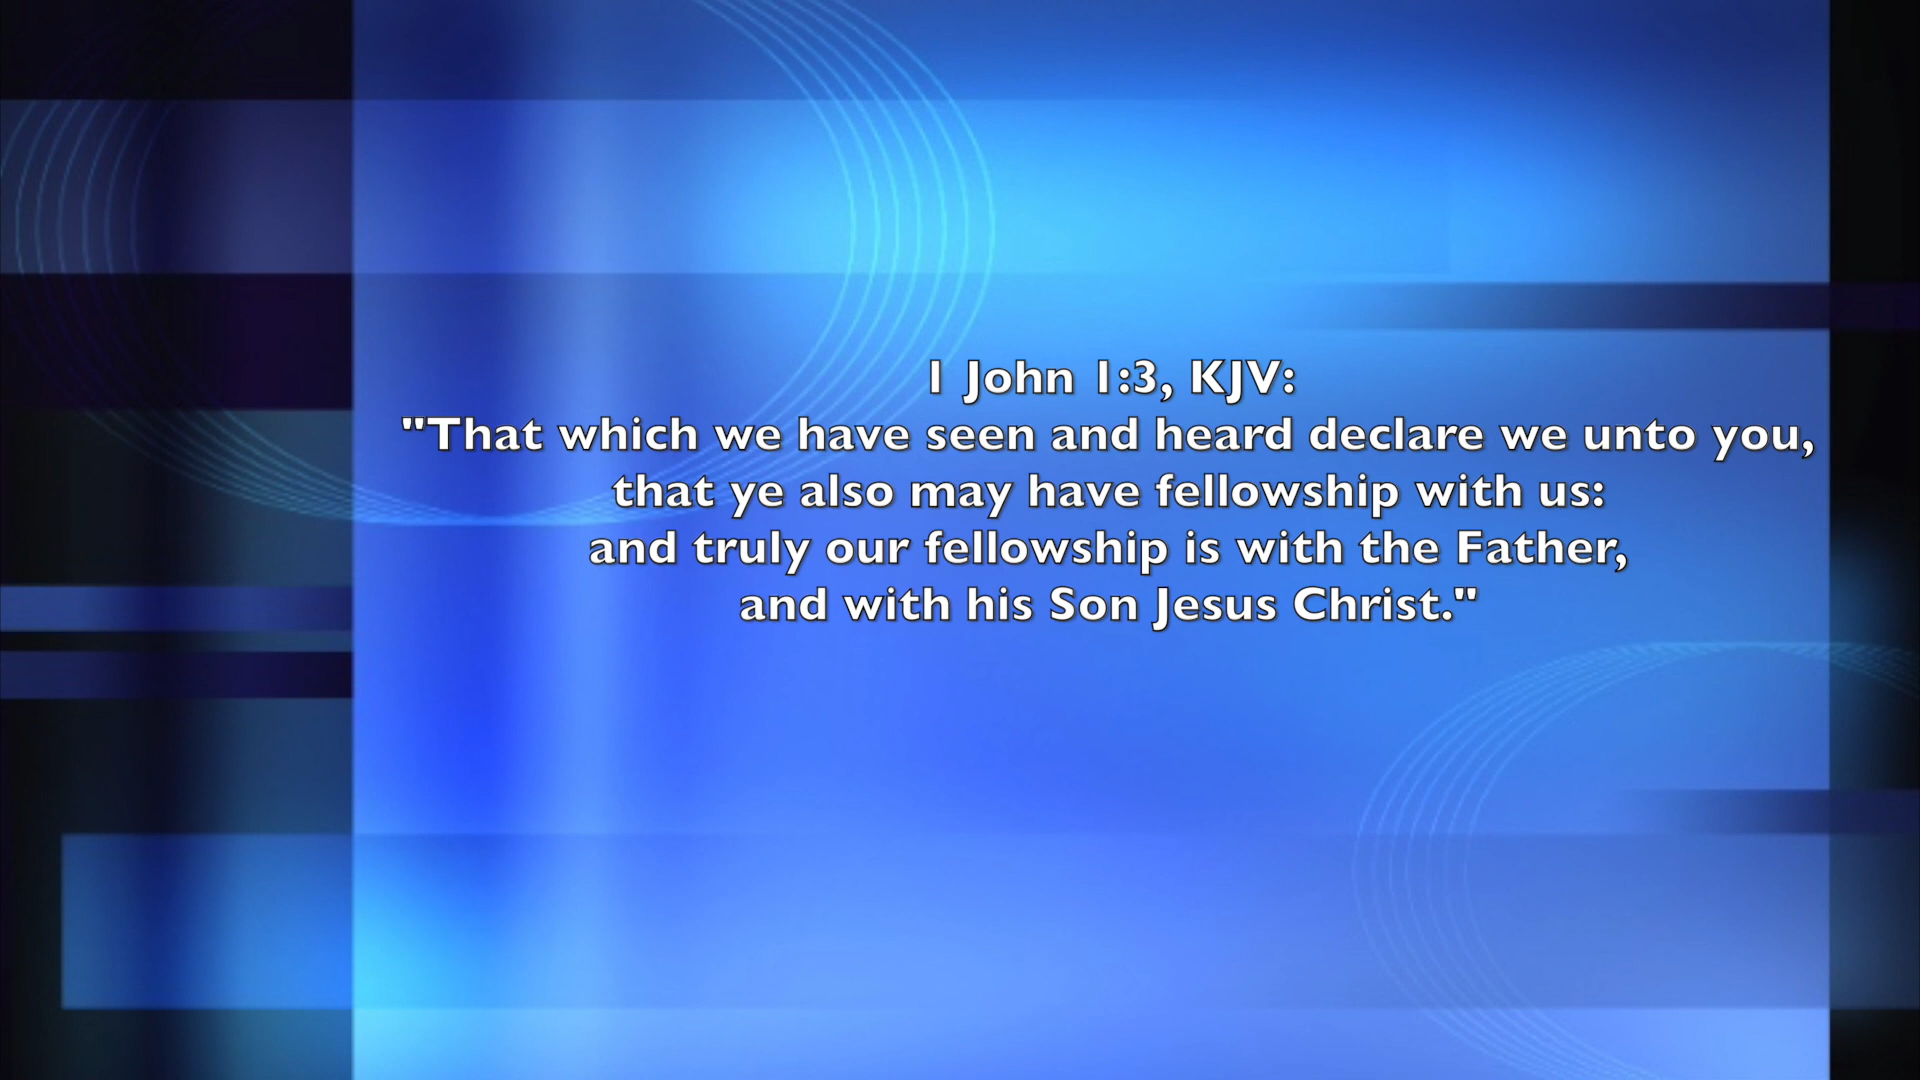 1 John 1:3, KJV:
"That which we have seen and heard declare we unto you,
that ye also may have fellowship with us:
and truly our fellowship is with the Father,
and with his Son Jesus Christ."